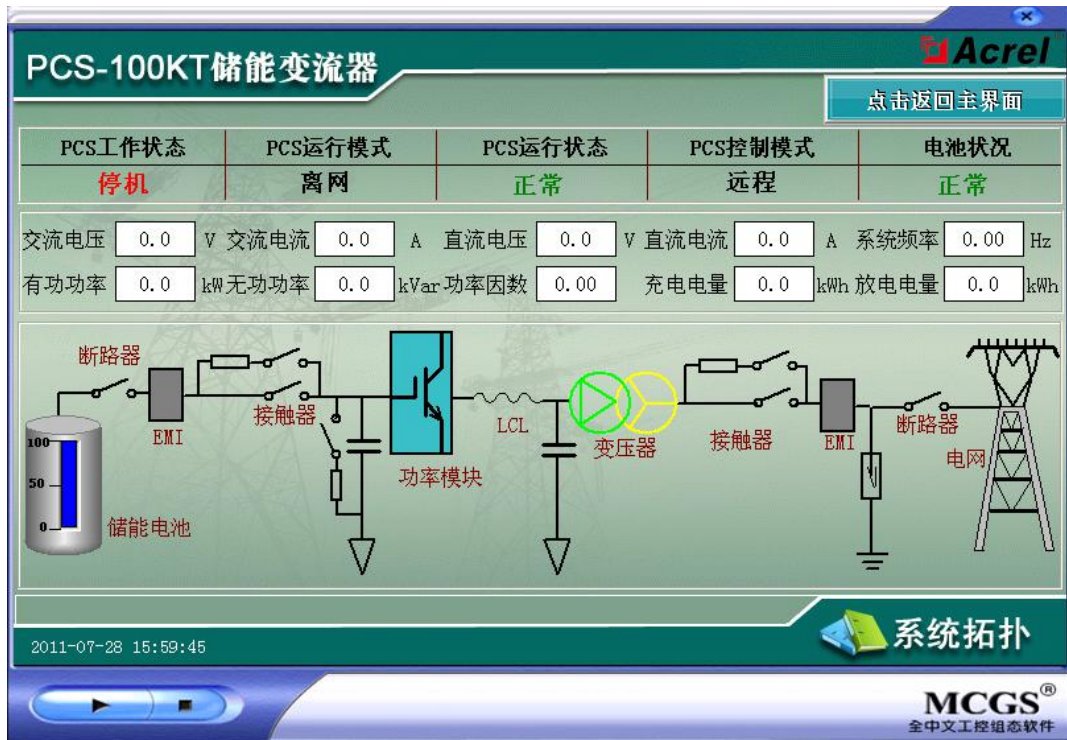 PCS-100KT储能变流器
Acrel®
点击返回主界面
PCS工作状态 PCS运行模式 PCS运行状态 PCS控制模式 电池状况
停机 离网 正常 远程 正常
交流电压 0.0 V 交流电流 0.0 A 直流电压 0.0 V 直流电流 0.0 A 系统频率 0.00 Hz
有功功率 0.0 kW 无功功率 0.0 kVar 功率因数 0.00 充电电量 0.0 kWh 放电电量 0.0 kWh
断路器
接触器
EMI
LCL
变压器
接触器
EMI
断路器
100
50
0
功率模块
电网
储能电池
2011-07-28 15:59:45
系统拓扑
MCGS®
全中文工控组态软件